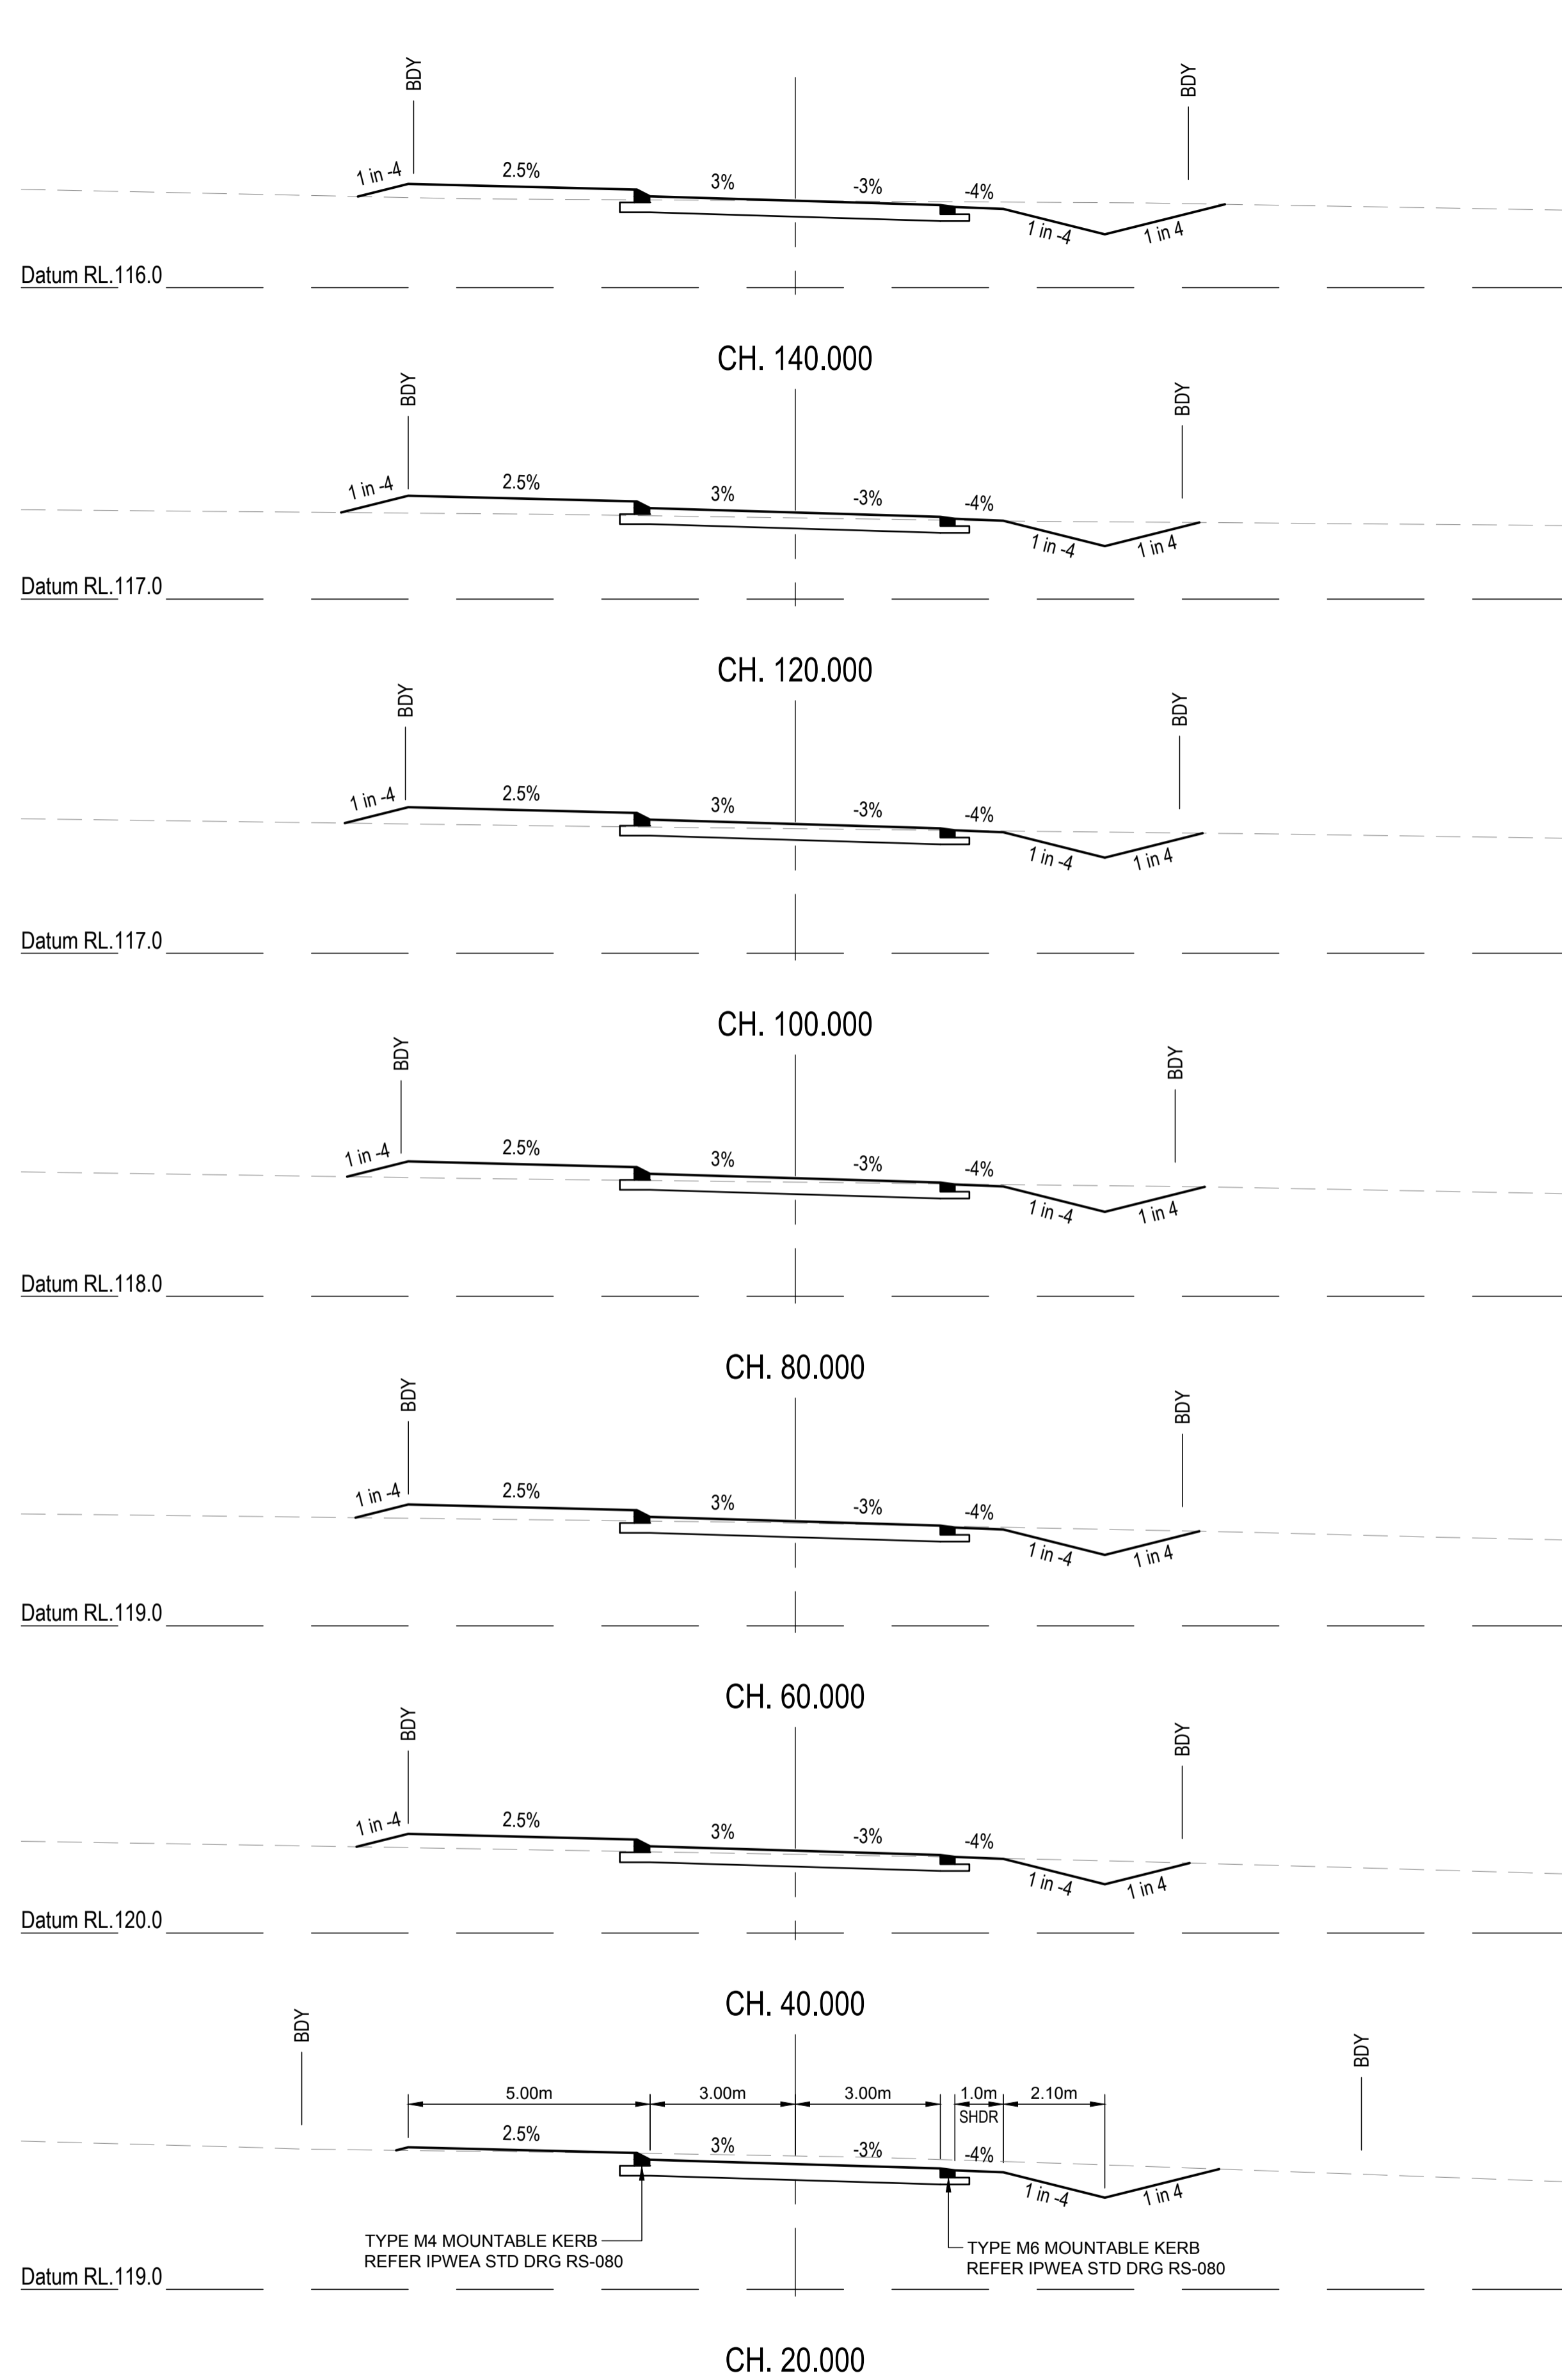 BDY
BDY
1 in -4
2.5%
3%
-3%
-4%
1 in -4
1 in 4
Datum RL.116.0
CH. 140.000
BDY
BDY
1 in -4
2.5%
3%
-3%
-4%
1 in -4
1 in 4
Datum RL.117.0
CH. 120.000
BDY
BDY
1 in -4
2.5%
3%
-3%
-4%
1 in -4
1 in 4
Datum RL.117.0
CH. 100.000
BDY
BDY
1 in -4
2.5%
3%
-3%
-4%
1 in -4
1 in 4
Datum RL.118.0
CH. 80.000
BDY
BDY
1 in -4
2.5%
3%
-3%
-4%
1 in -4
1 in 4
Datum RL.119.0
CH. 60.000
BDY
BDY
1 in -4
2.5%
3%
-3%
-4%
1 in -4
1 in 4
Datum RL.120.0
CH. 40.000
BDY
BDY
5.00m
3.00m
3.00m
1.0m
SHDR
2.10m
2.5%
3%
-3%
-4%
1 in -4
1 in 4
TYPE M4 MOUNTABLE KERB
REFER IPWEA STD DRG RS-080
TYPE M6 MOUNTABLE KERB
REFER IPWEA STD DRG RS-080
Datum RL.119.0
CH. 20.000